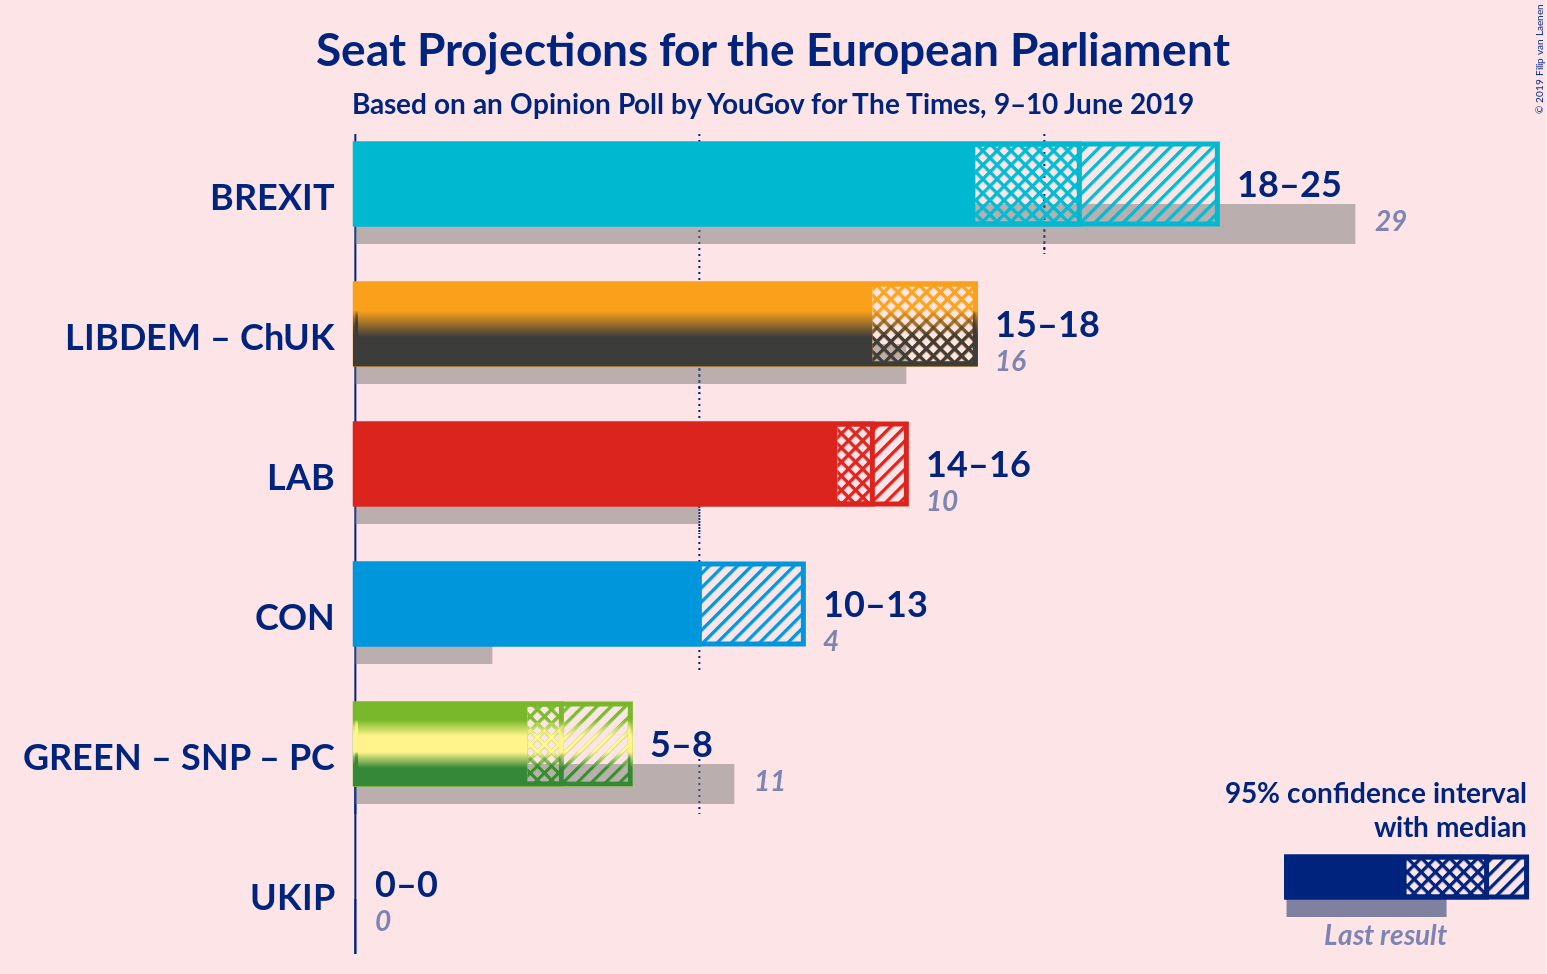 Seat Projections for the European Parliament
Based on an Opinion Poll by YouGov for The Times, 9–10 June 2019
© 2019 Filip van Laenen
BREXIT
18–25
29
LIBDEM – ChUK
15–18
16
LAB
14–16
10
CON
10–13
4
GREEN – SNP – PC
5–8
11
UKIP
0–0
0
95% confidence interval
with median
Last result